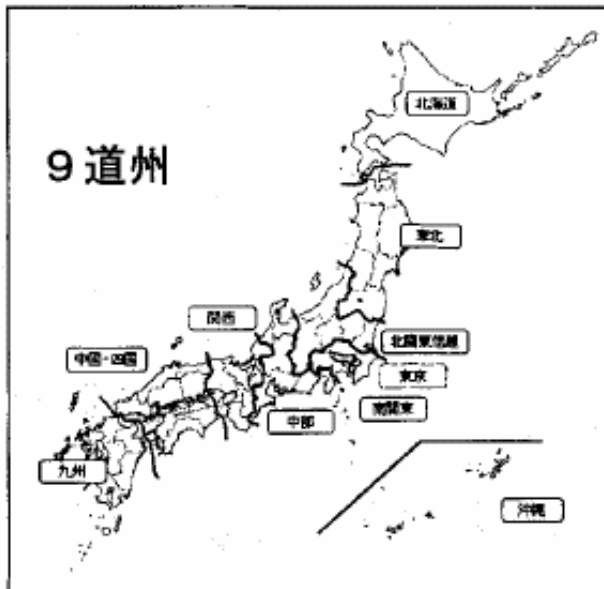 北海道
9道州
東北
関西
北関東信越
中国・四国
東京
南関東
中部
九州
沖縄